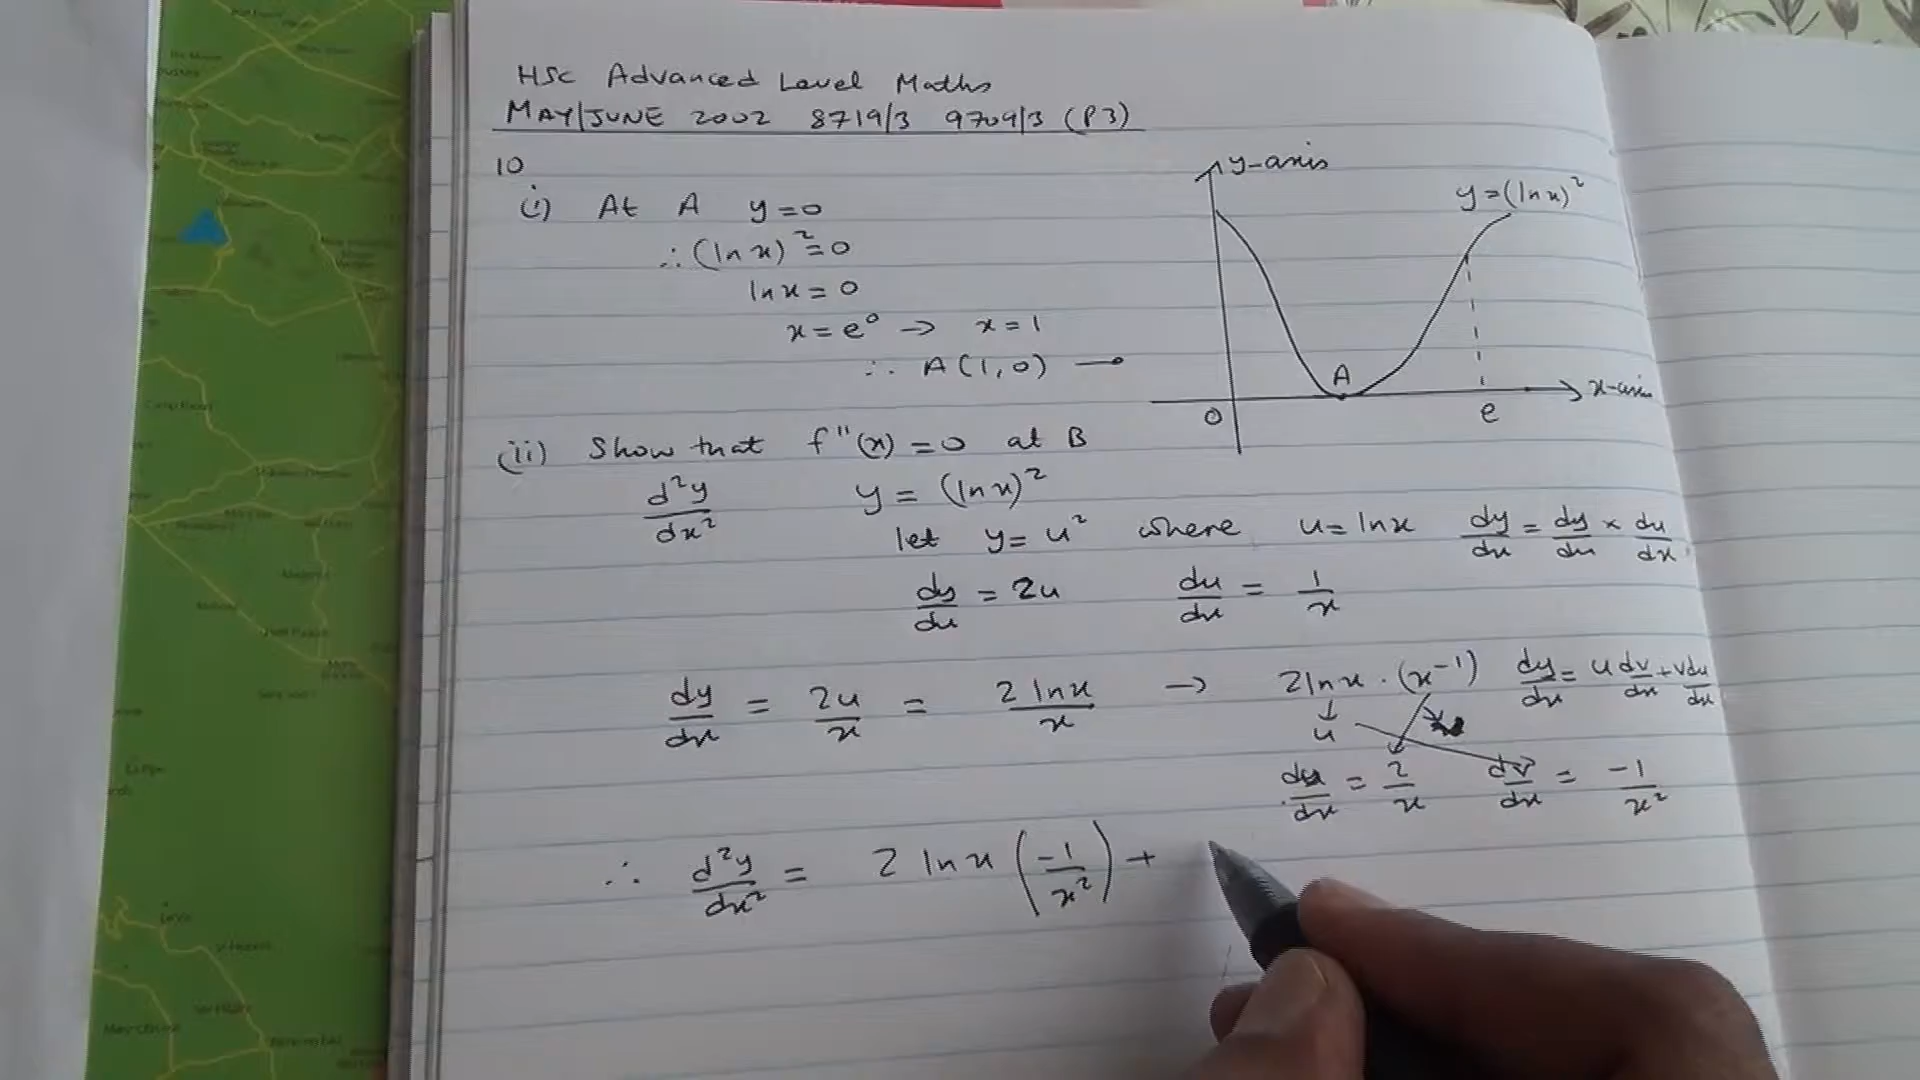 HSC Advanced Level Maths
MAY/JUNE 2002 8719/3 9709/3 (P3)
10
(i) At A y=0
∴ (ln x)² = 0
ln x = 0
x = e⁰ → x = 1
∴ A(1,0)
y-axis
y=(ln x)²
A
x-axis
0
e
(ii) Show that f''(x) = 0 at B
d²y/dx² y = (ln x)²
let y = u² where u = ln x dy/dx = dy/du × du/dx
dy/du = 2u du/dx = 1/x
dy/dx = 2u/x = 2 ln x/x → 2 ln x · (x⁻¹) dy/dx = u dv/dx + v du/dx
u
du/dx = 2/x dv/dx = -1/x²
∴ d²y/dx² = 2 ln x (-1/x²) +